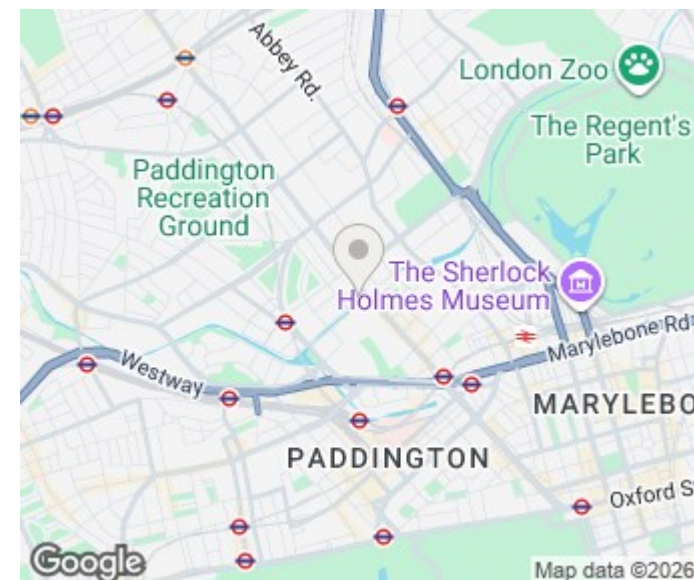 Abbey Rd.
London Zoo
The Regent's
Park
Paddington
Recreation
Ground
The Sherlock
Holmes Museum
Marylebone Rd
Westway
MARYLEBO
PADDINGTON
Oxford S
Google
Map data ©2026